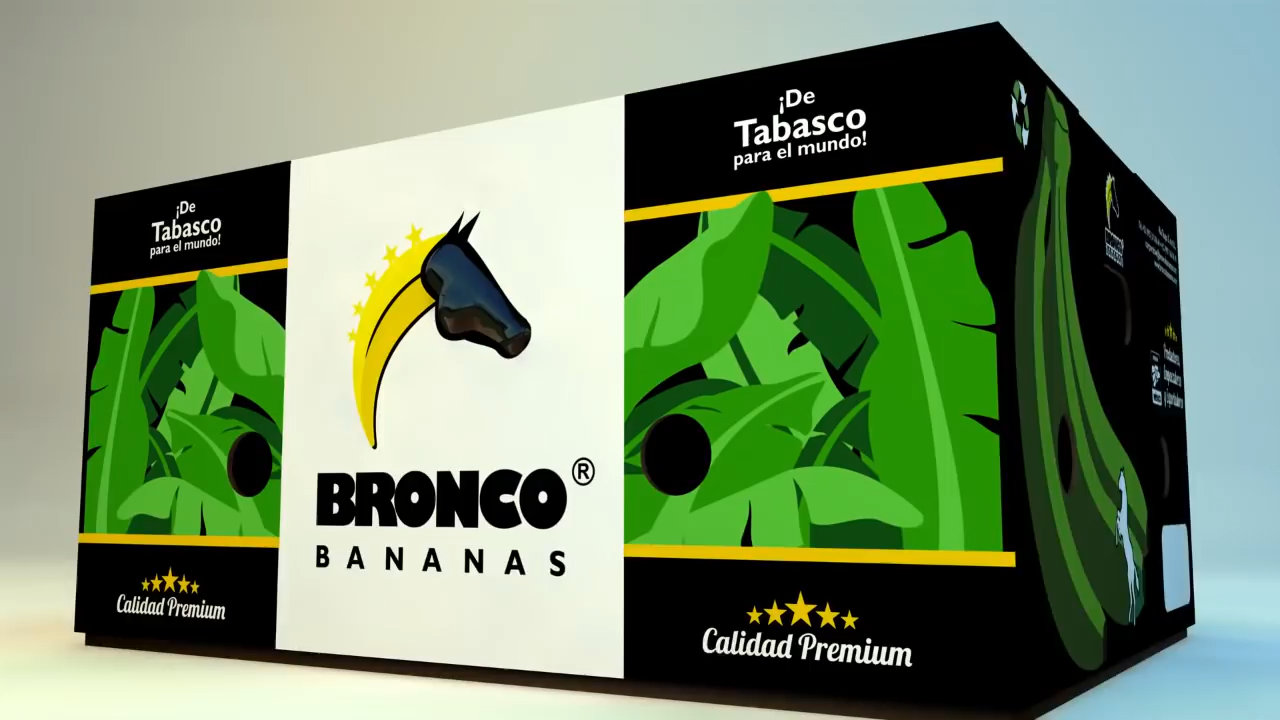 ¡De
Tabasco
para el mundo!
Calidad Premium
BRONCO®
BANANAS
¡De
Tabasco
para el mundo!
Calidad Premium